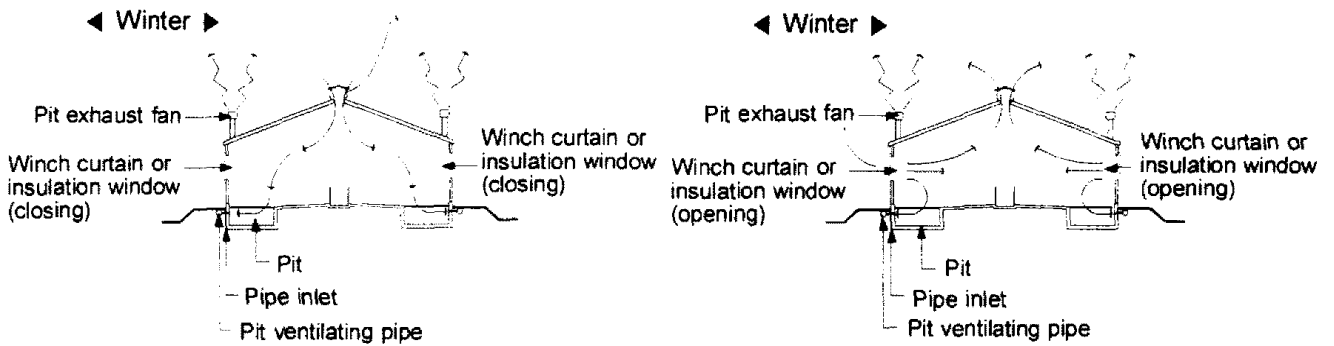 ◄ Winter ►
Pit exhaust fan
Winch curtain or
insulation window
(closing)
Winch curtain or
insulation window
(closing)
Pit
Pipe inlet
Pit ventilating pipe
◄ Winter ►
Pit exhaust fan
Winch curtain or
insulation window
(opening)
Winch curtain or
insulation window
(opening)
Pit
Pipe inlet
Pit ventilating pipe